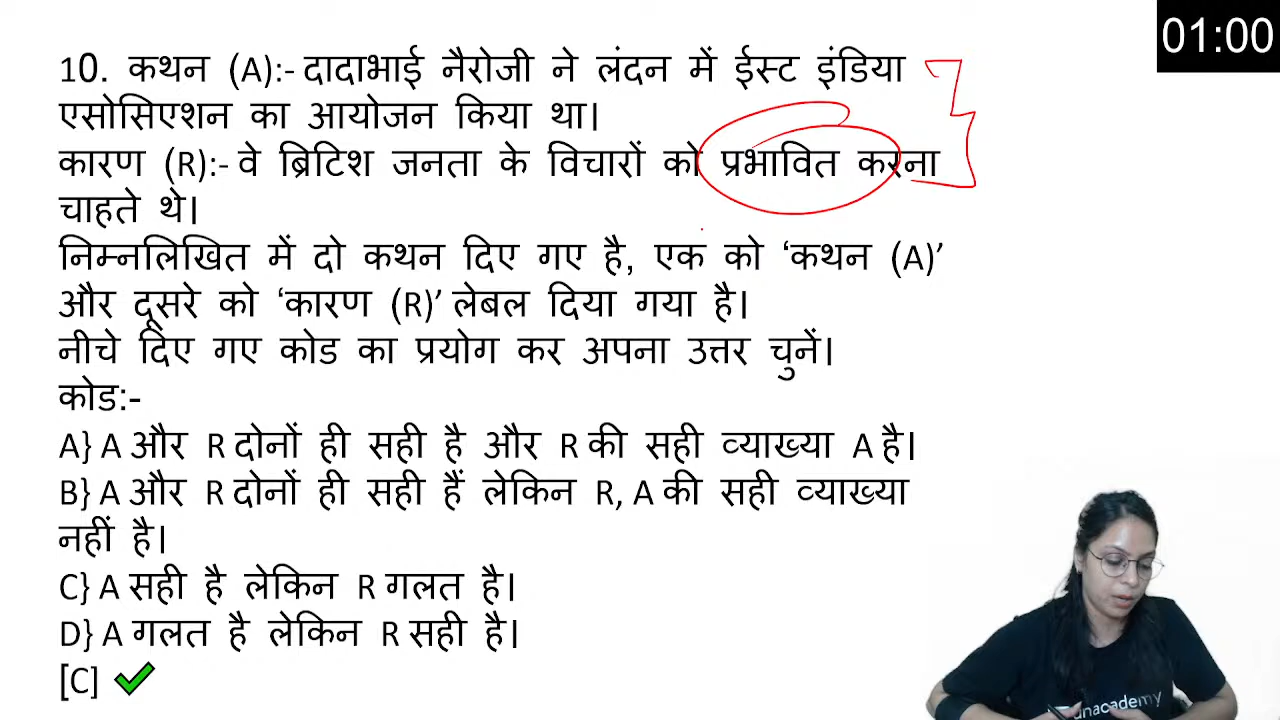 01:00
10. कथन (A):- दादाभाई नैरोजी ने लंदन में ईस्ट इंडिया
एसोसिएशन का आयोजन किया था।
कारण (R):- वे ब्रिटिश जनता के विचारों को प्रभावित करना
चाहते थे।
निम्नलिखित में दो कथन दिए गए है, एक को ‘कथन (A)’
और दूसरे को ‘कारण (R)’ लेबल दिया गया है।
नीचे दिए गए कोड का प्रयोग कर अपना उत्तर चुनें।
कोड:-
A} A और R दोनों ही सही है और R की सही व्याख्या A है।
B} A और R दोनों ही सही हैं लेकिन R, A की सही व्याख्या
नहीं है।
C} A सही है लेकिन R गलत है।
D} A गलत है लेकिन R सही है।
[C]